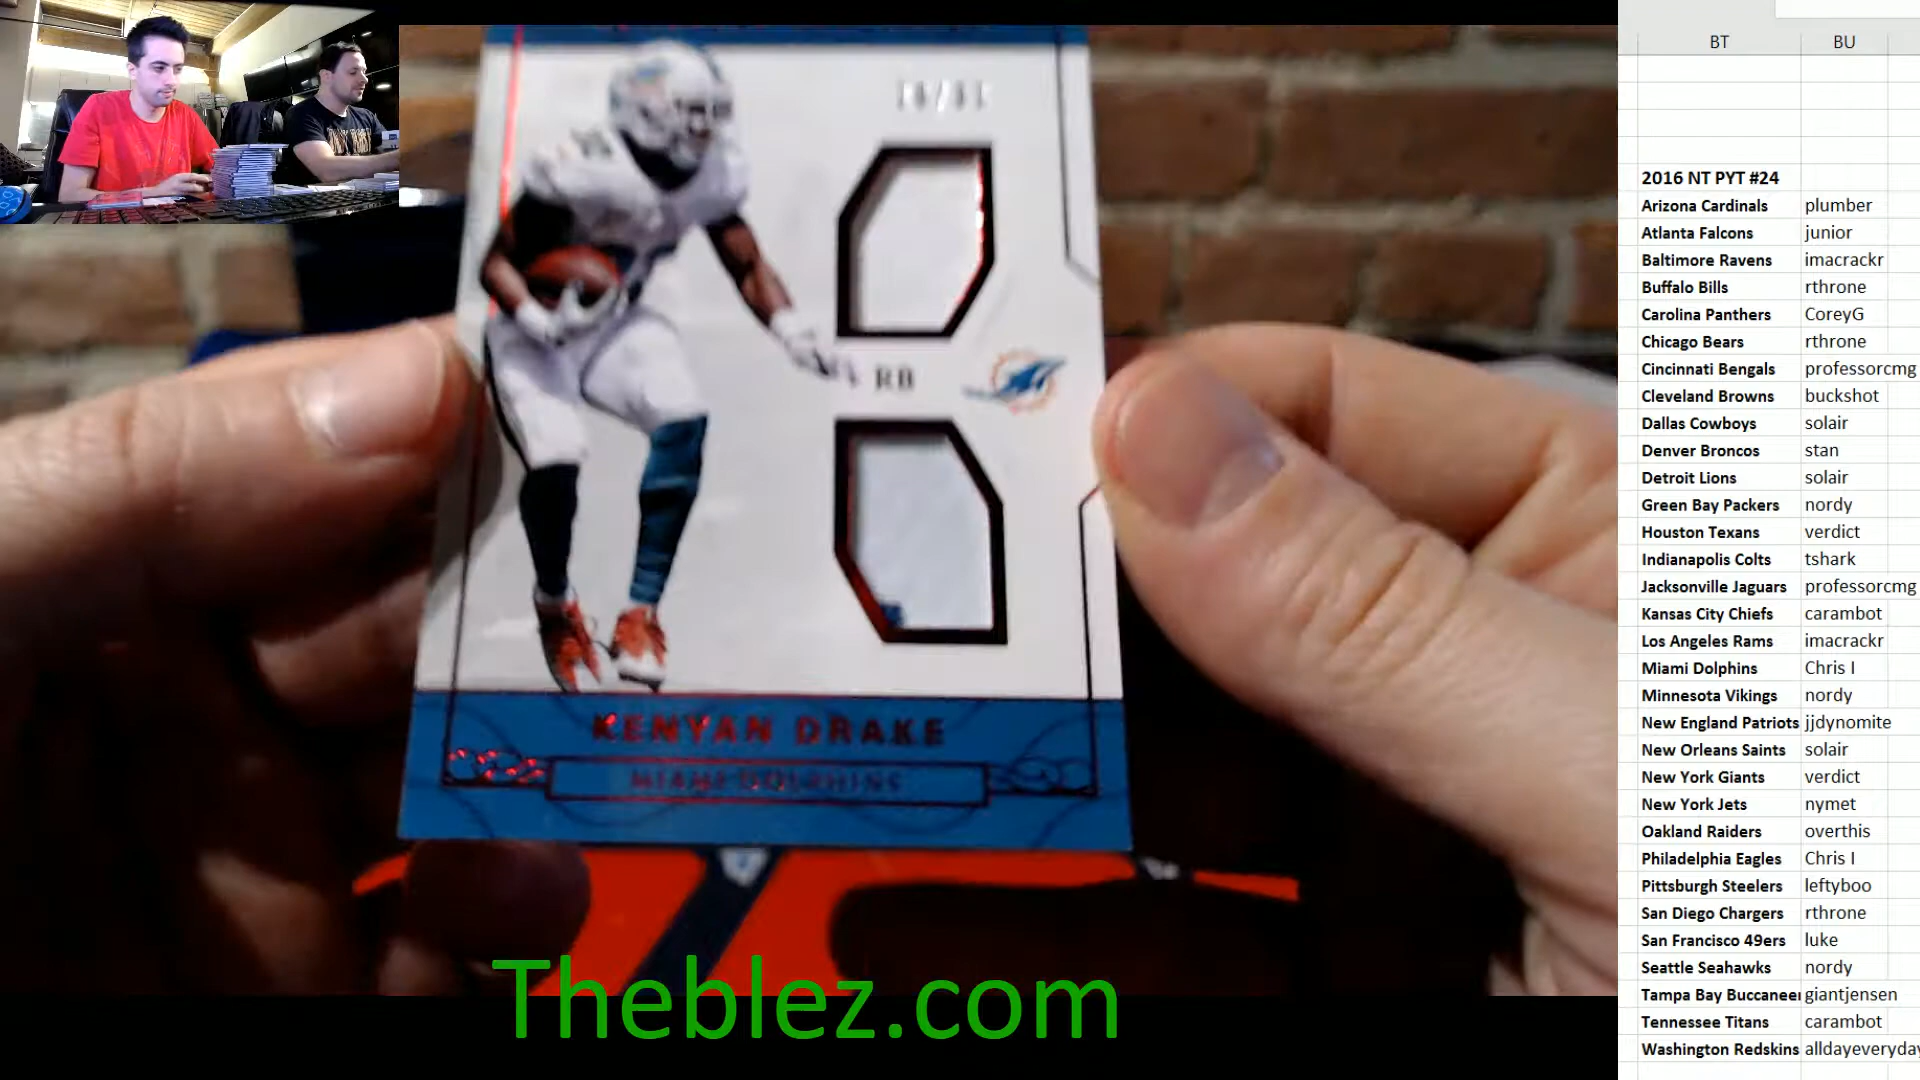 RB
KENYAN DRAKE
MIAMI DOLPHINS
Theblez.com
BT BU
2016 NT PYT #24
Arizona Cardinals plumber
Atlanta Falcons junior
Baltimore Ravens imacrackr
Buffalo Bills rthrone
Carolina Panthers CoreyG
Chicago Bears rthrone
Cincinnati Bengals professorcmg
Cleveland Browns buckshot
Dallas Cowboys solair
Denver Broncos stan
Detroit Lions solair
Green Bay Packers nordy
Houston Texans verdict
Indianapolis Colts tshark
Jacksonville Jaguars professorcmg
Kansas City Chiefs carambot
Los Angeles Rams imacrackr
Miami Dolphins Chris I
Minnesota Vikings nordy
New England Patriots jjdynomite
New Orleans Saints solair
New York Giants verdict
New York Jets nymet
Oakland Raiders overthis
Philadelphia Eagles Chris I
Pittsburgh Steelers leftyboo
San Diego Chargers rthrone
San Francisco 49ers luke
Seattle Seahawks nordy
Tampa Bay Buccaneer giantjensen
Tennessee Titans carambot
Washington Redskins alldayeveryday